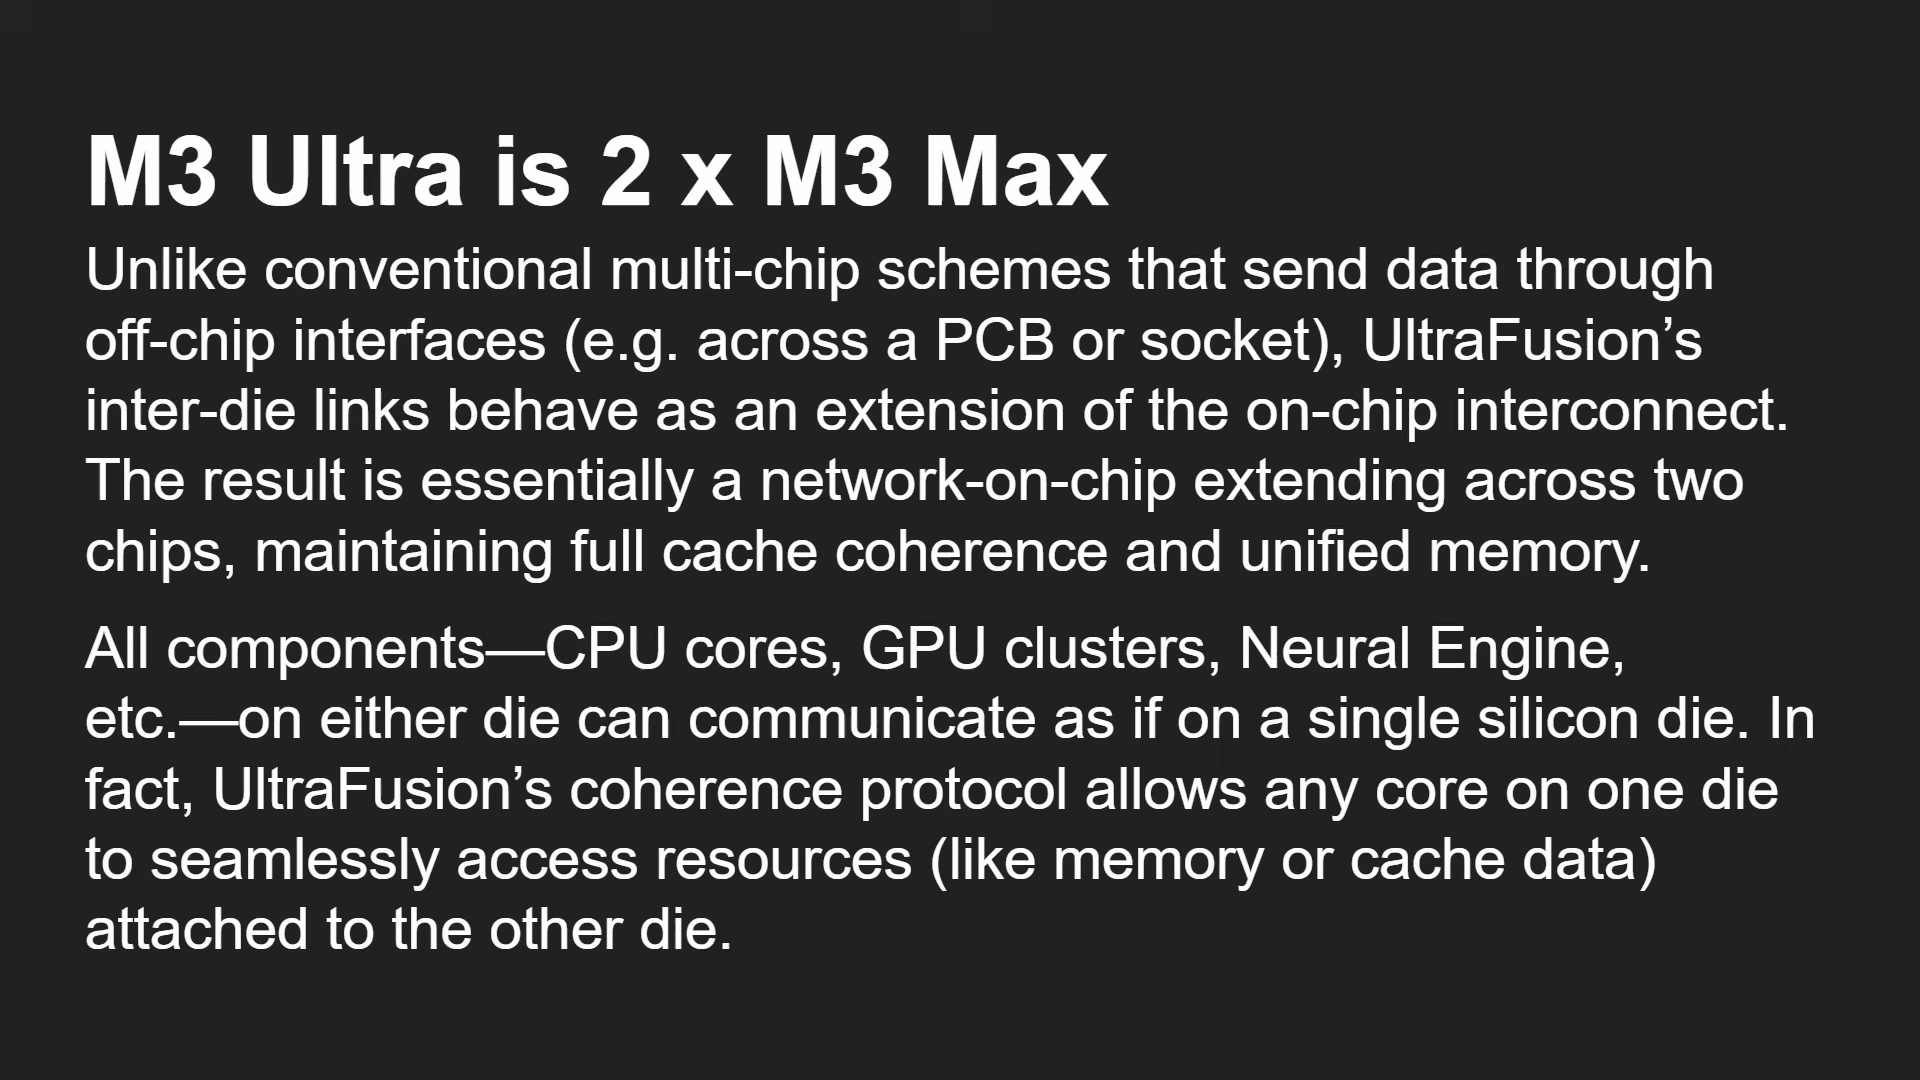 M3 Ultra is 2 x M3 Max
Unlike conventional multi-chip schemes that send data through
off-chip interfaces (e.g. across a PCB or socket), UltraFusion’s
inter-die links behave as an extension of the on-chip interconnect.
The result is essentially a network-on-chip extending across two
chips, maintaining full cache coherence and unified memory.
All components—CPU cores, GPU clusters, Neural Engine,
etc.—on either die can communicate as if on a single silicon die. In
fact, UltraFusion’s coherence protocol allows any core on one die
to seamlessly access resources (like memory or cache data)
attached to the other die.